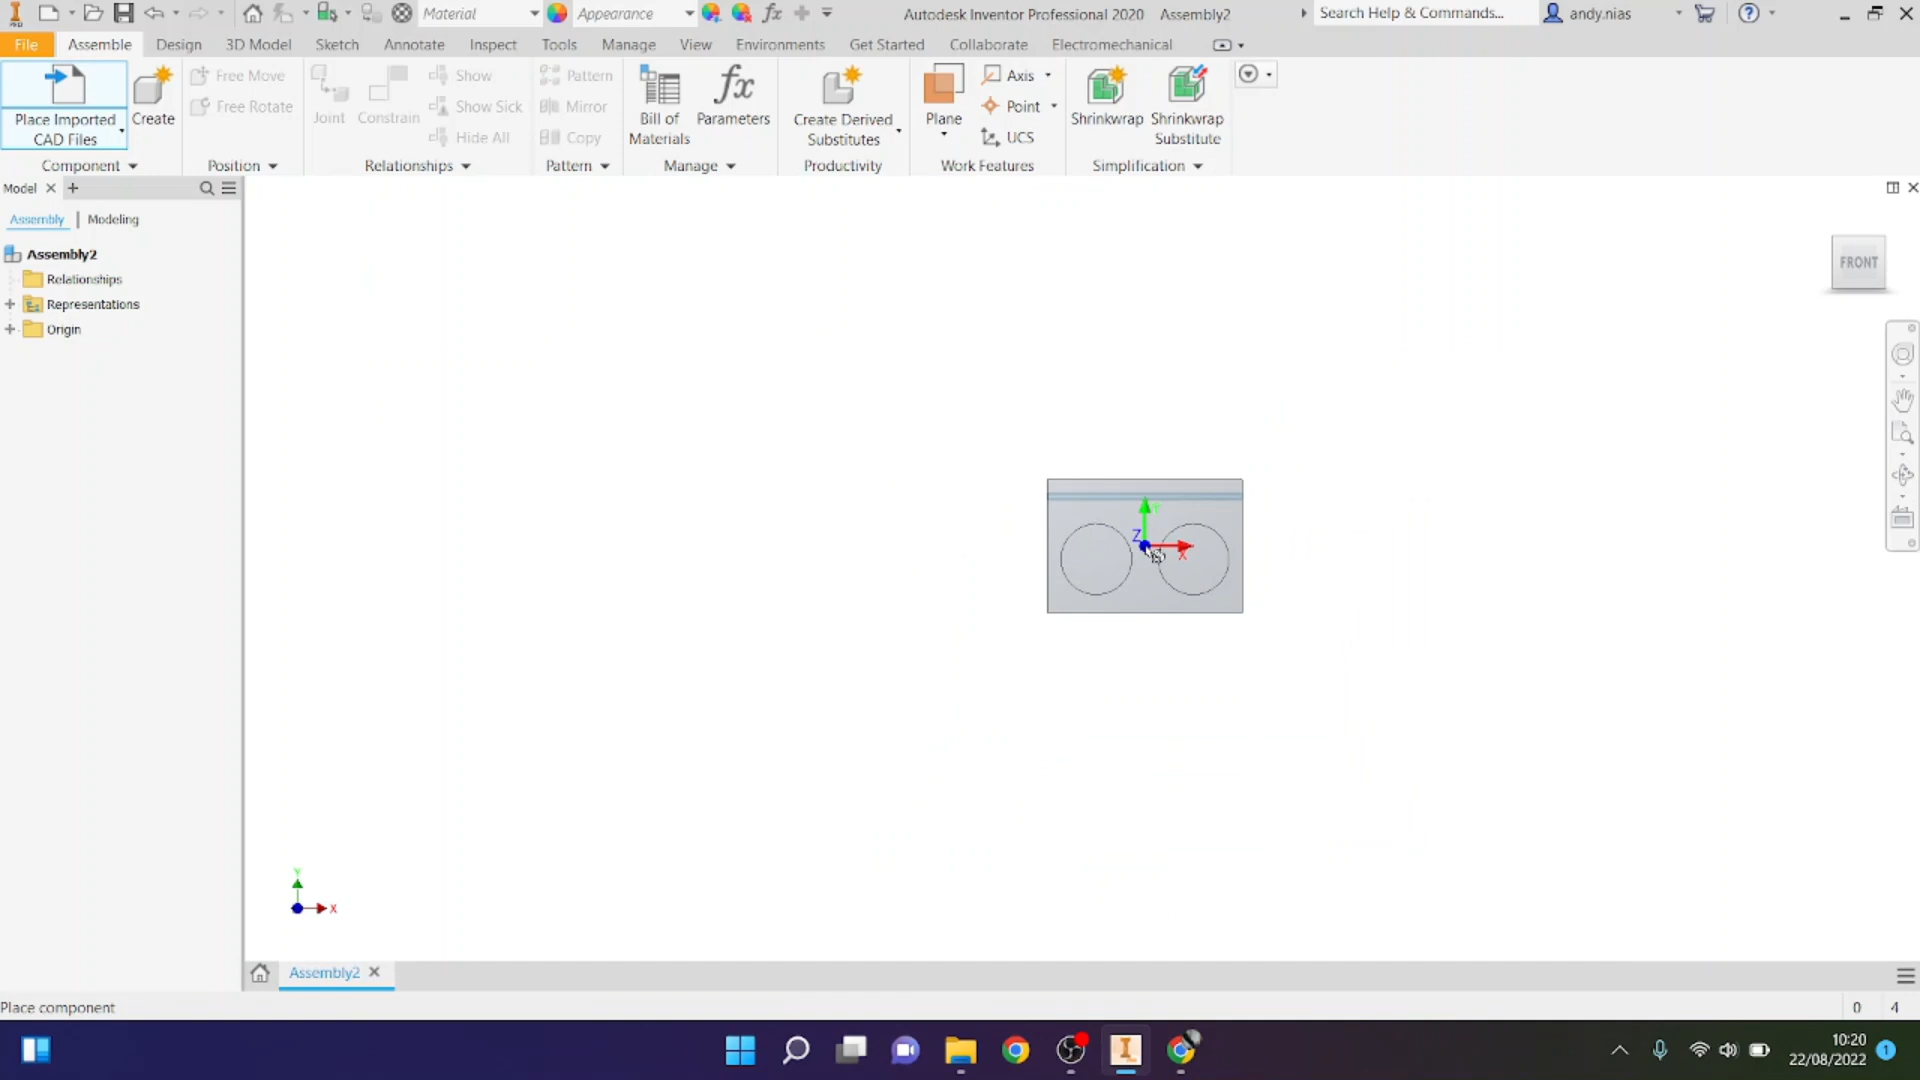 Material
Appearance
Autodesk Inventor Professional 2020 Assembly2
Search Help & Commands...
andy.nias
File
Assemble
Design
3D Model
Sketch
Annotate
Inspect
Tools
Manage
View
Environments
Get Started
Collaborate
Electromechanical
Place Imported
CAD Files
Create
Free Move
Free Rotate
Joint
Constrain
Show
Show Sick
Hide All
Pattern
Mirror
Copy
Bill of
Materials
Parameters
Create Derived
Substitutes
Plane
Axis
Point
UCS
Shrinkwrap
Shrinkwrap
Substitute
Component
Position
Relationships
Pattern
Manage
Productivity
Work Features
Simplification
Model
Assembly
Modeling
Assembly2
Relationships
Representations
Origin
FRONT
Y
Z
X
Y
X
Assembly2
Place component
0 4
10:20
22/08/2022
1